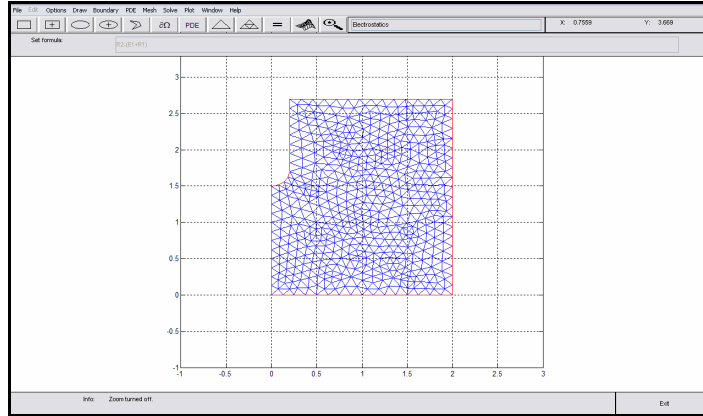 File Edit Options Draw Boundary PDE Mesh Solve Plot Window Help
∂Ω PDE = Electrostatics X: 0.7559 Y: 3.669
Set formula: R2-(E1+R1)
3
2.5
2
1.5
1
0.5
0
-0.5
-1
-1 -0.5 0 0.5 1 1.5 2 2.5 3
Info: Zoom turned off. Exit